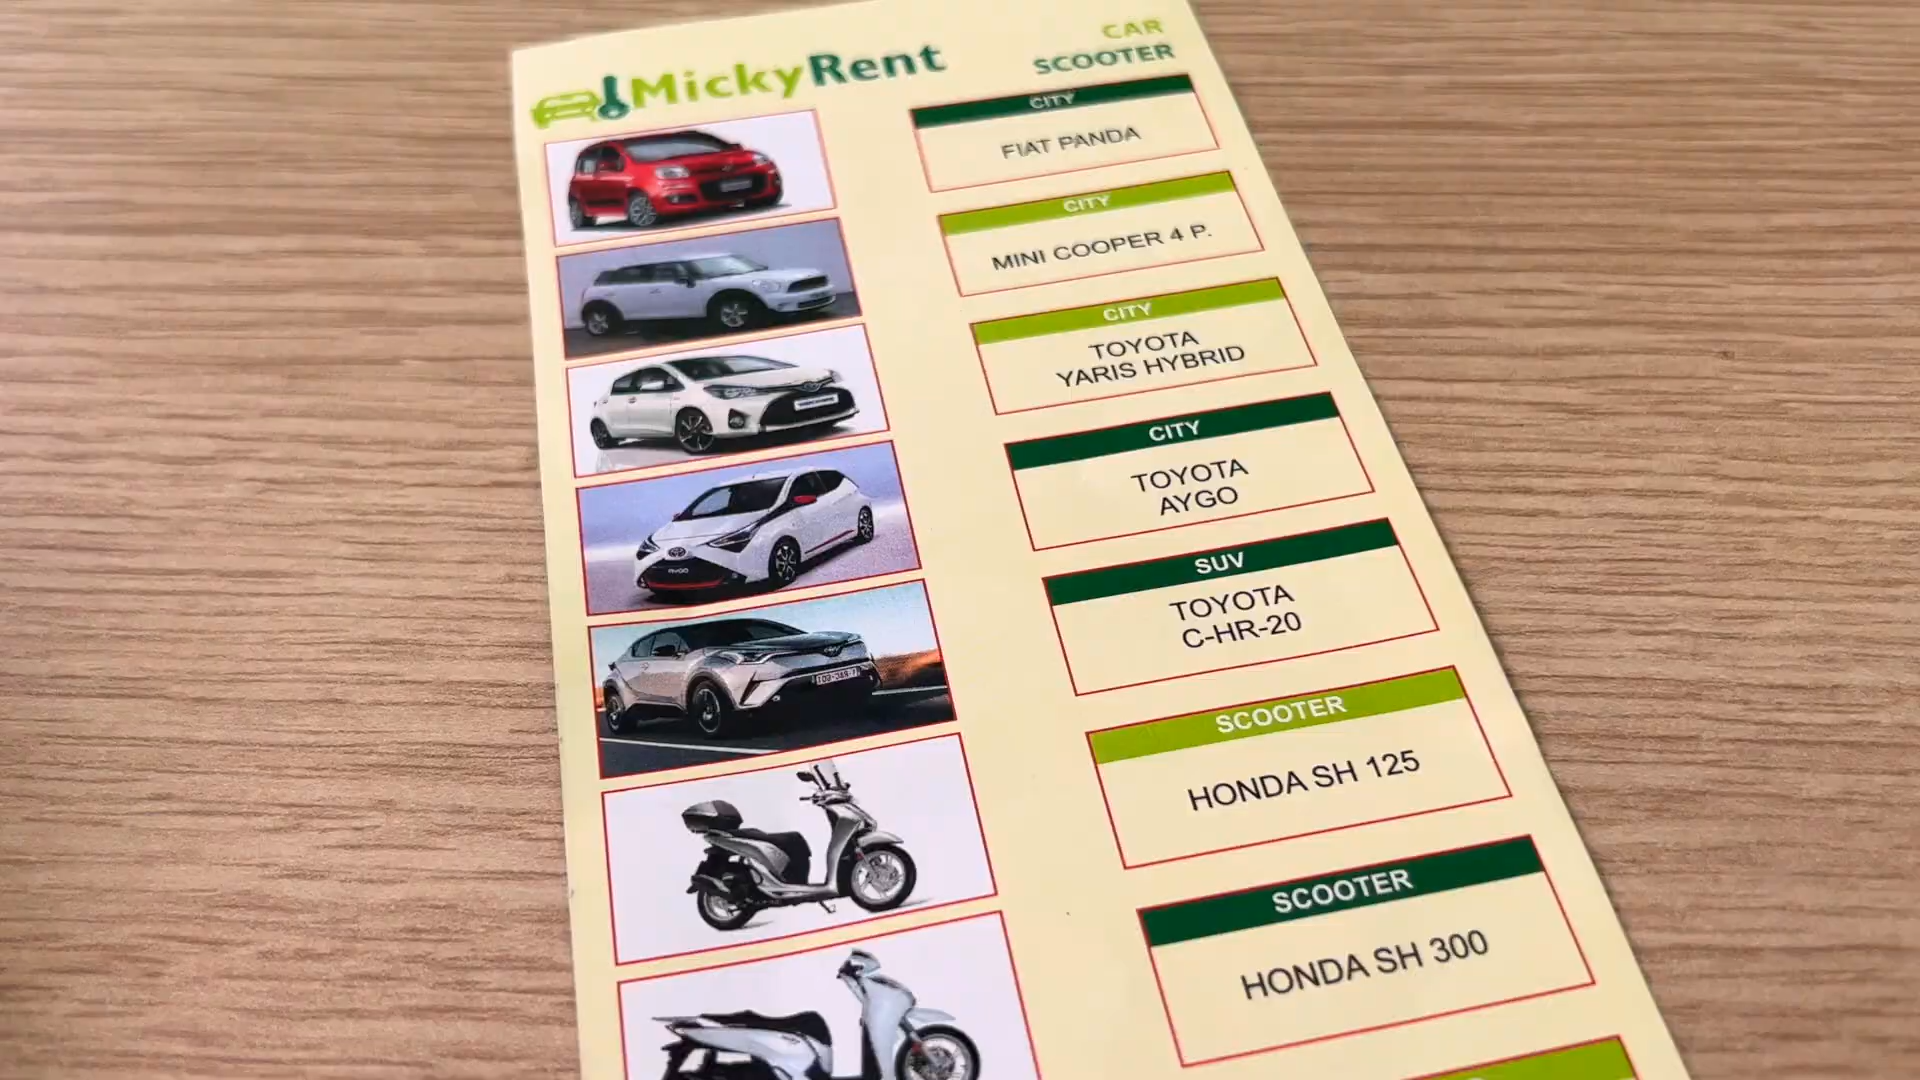 MickyRent
CAR
SCOOTER
CITY
FIAT PANDA
CITY
MINI COOPER 4 P.
CITY
TOYOTA
YARIS HYBRID
CITY
TOYOTA
AYGO
SUV
TOYOTA
C-HR-20
SCOOTER
HONDA SH 125
SCOOTER
HONDA SH 300